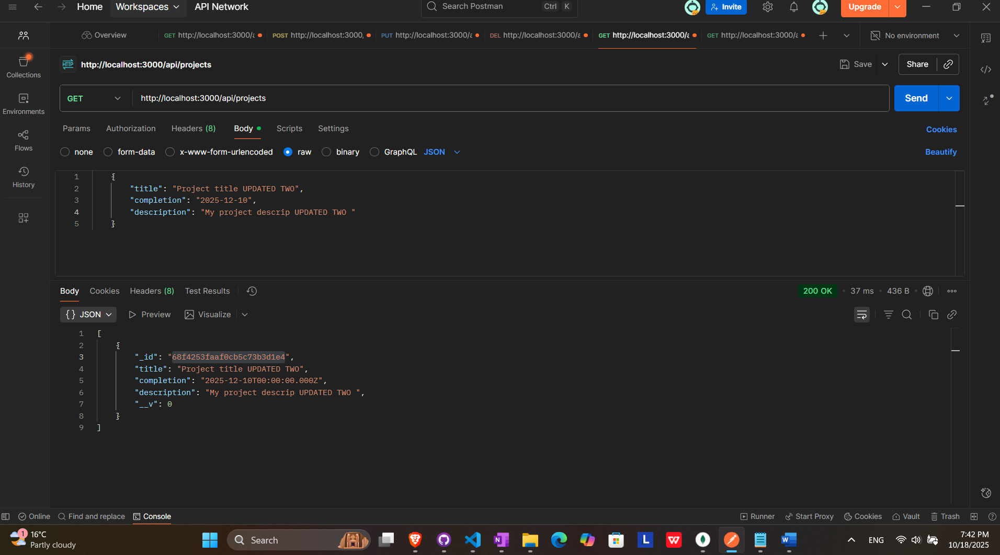 Home Workspaces API Network Search Postman Ctrl K Invite Upgrade
Overview GET http://localhost:3000/a POST http://localhost:3000, PUT http://localhost:3000/a DEL http://localhost:3000/a GET http://localhost:3000/a GET http://localhost:3000/a No environment
HTTP http://localhost:3000/api/projects Save Share
Collections
GET http://localhost:3000/api/projects Send
Environments
Params Authorization Headers (8) Body Scripts Settings Cookies
Flows
none form-data x-www-form-urlencoded raw binary GraphQL JSON Beautify
History
1 {
2 "title": "Project title UPDATED TWO",
3 "completion": "2025-12-10",
4 "description": "My project descrip UPDATED TWO "
5 }
Body Cookies Headers (8) Test Results 200 OK 37 ms 436 B
{} JSON Preview Visualize
1 [
2 {
3 "_id": "68f4253faaf0cb5c73b3d1e4",
4 "title": "Project title UPDATED TWO",
5 "completion": "2025-12-10T00:00:00.000Z",
6 "description": "My project descrip UPDATED TWO ",
7 "__v": 0
8 }
9 ]
Online Find and replace Console Runner Start Proxy Cookies Vault Trash
1 16°C
Partly cloudy
Search
ENG
7:42 PM
10/18/2025